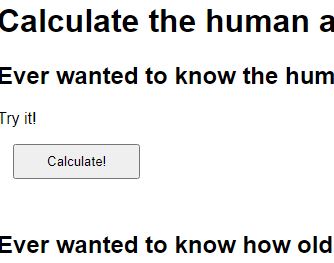 Calculate the human a
Ever wanted to know the hum
Try it!
Calculate!
Ever wanted to know how old